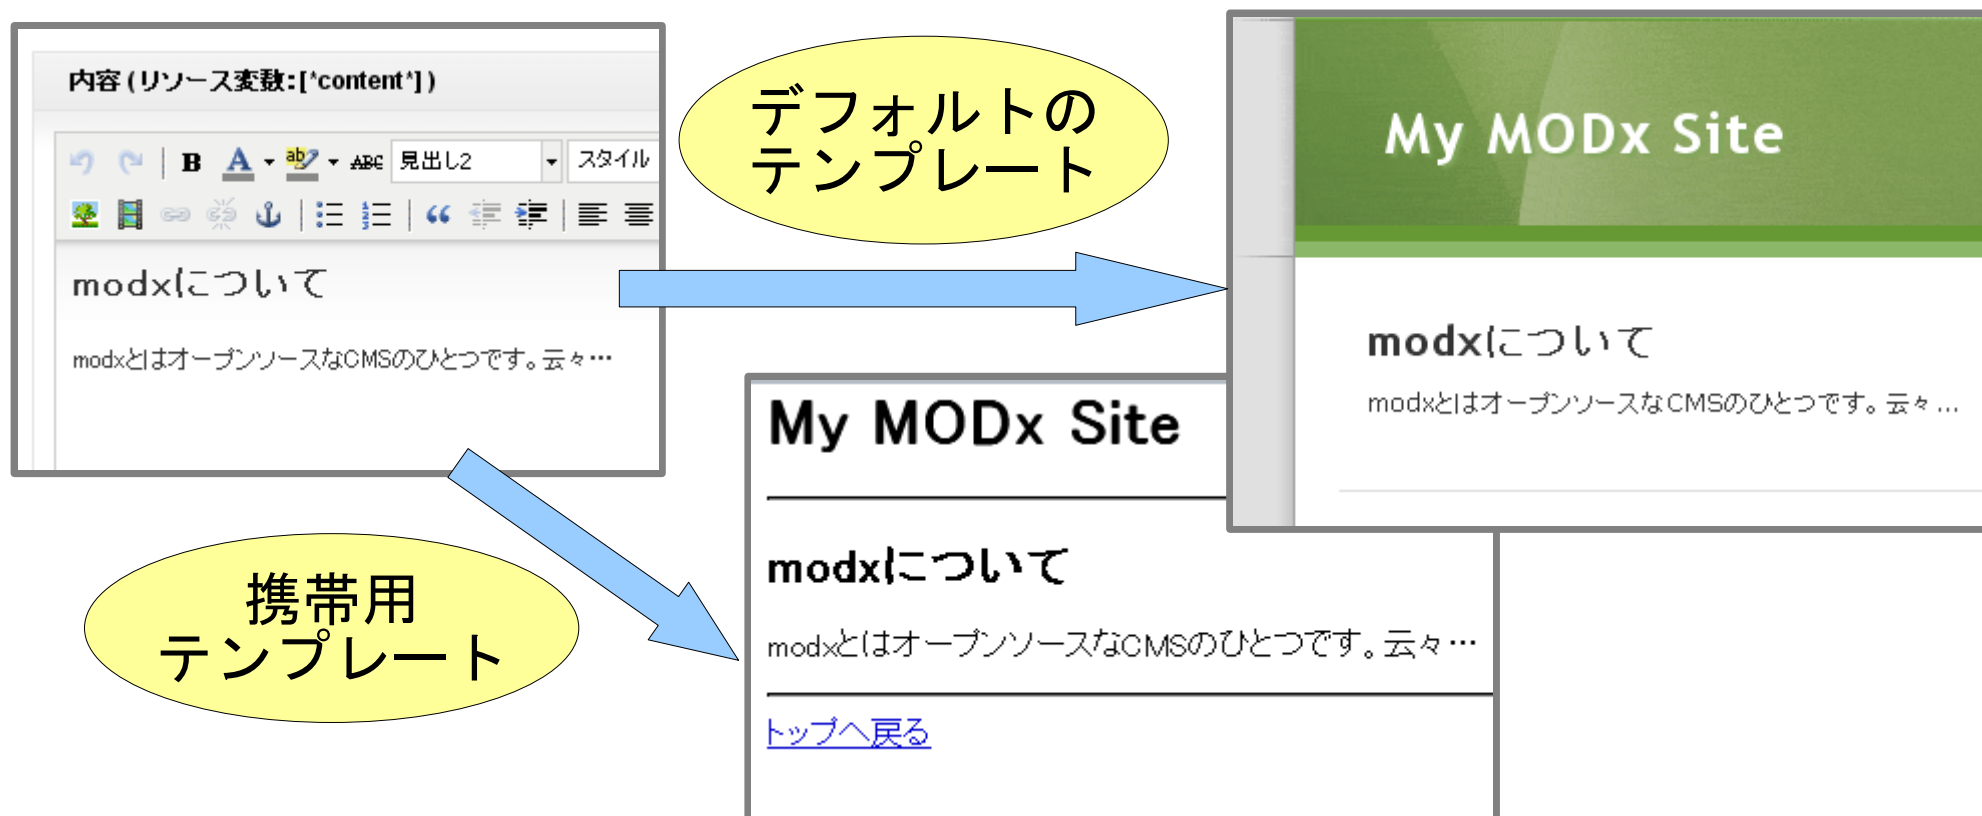 内容(リソース変数:[*content*])
B A ab ABC 見出し2 スタイル
modxについて
modxとはオープンソースなCMSのひとつです。云々…
デフォルトの
テンプレート
My MODx Site
modxについて
modxとはオープンソースなCMSのひとつです。云々...
携帯用
テンプレート
My MODx Site
modxについて
modxとはオープンソースなCMSのひとつです。云々…
トップへ戻る